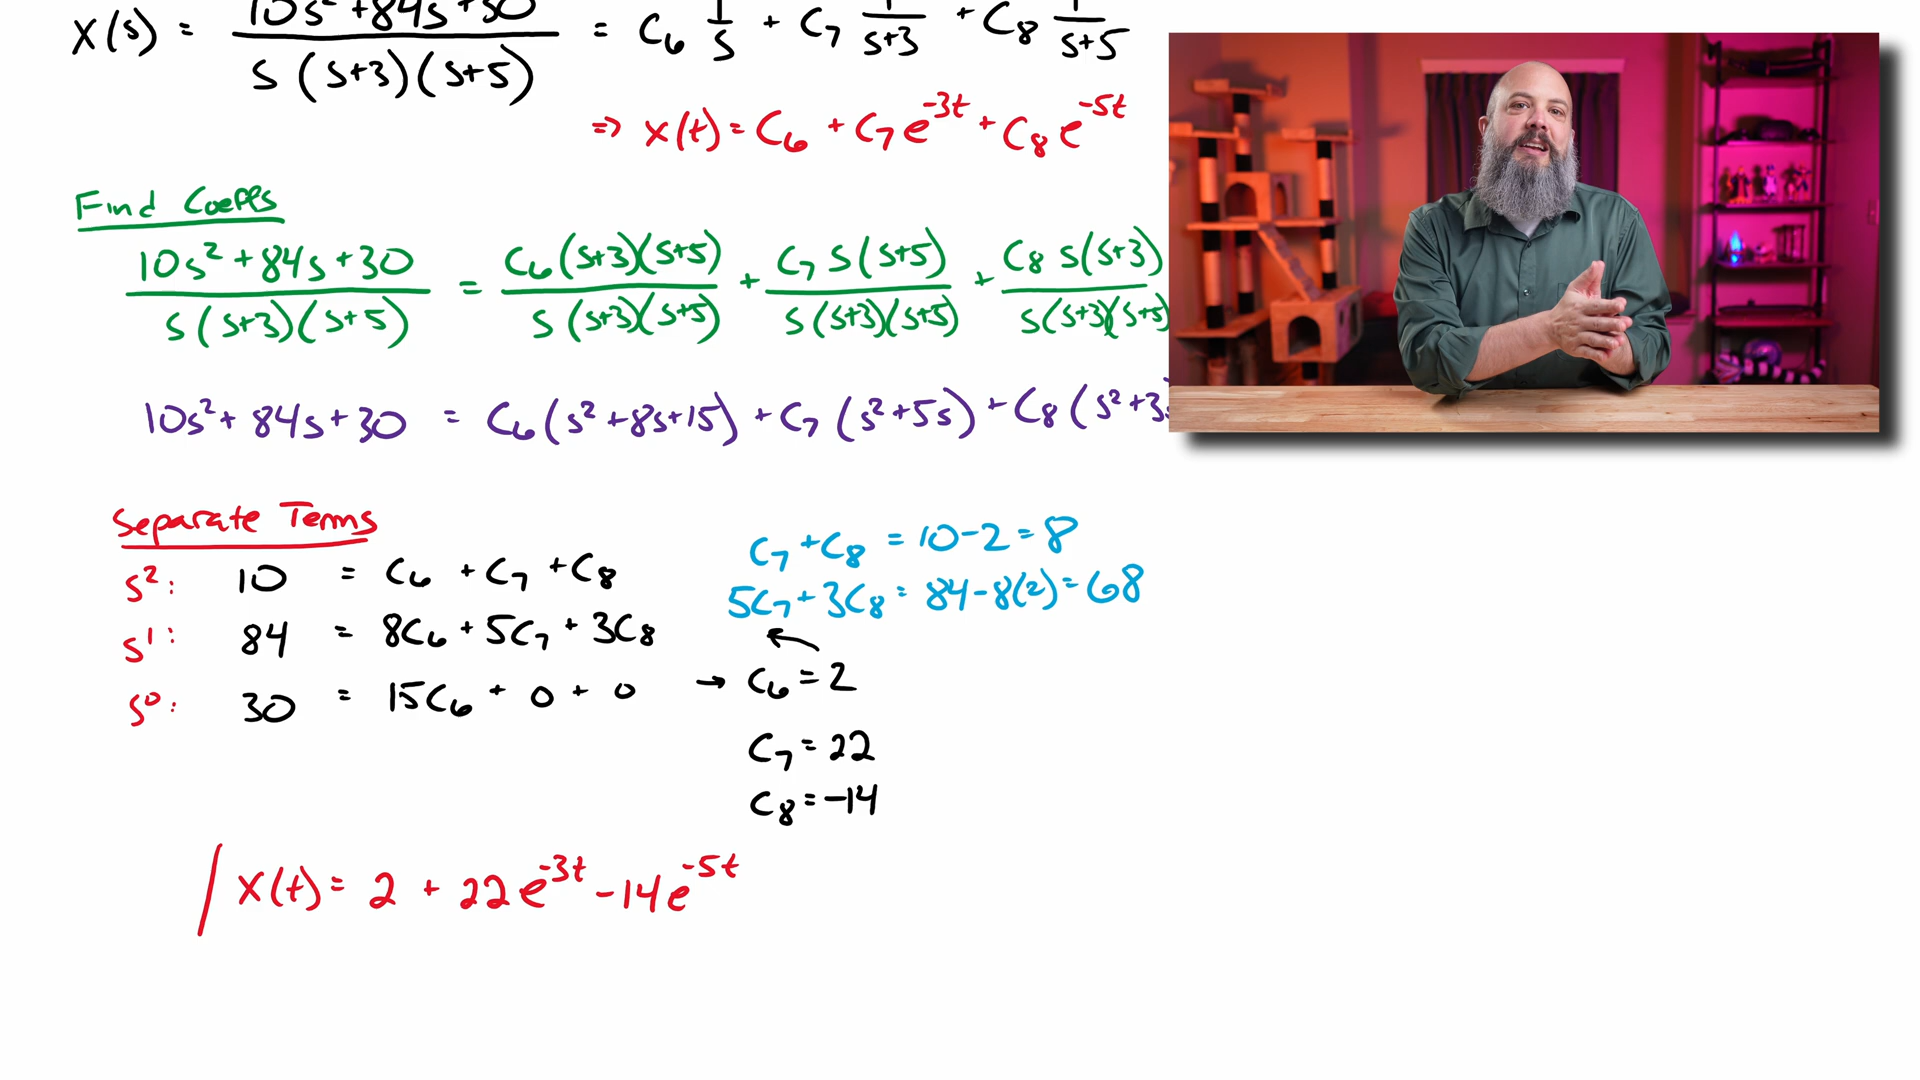 X(s) = 10s² + 84s + 30 / s(s+3)(s+5) = C₆ 1/s + C₇ 1/s+3 + C₈ 1/s+5
⇒ x(t) = C₆ + C₇e^-3t + C₈e^-5t
Find Coeffs
10s² + 84s + 30 / s(s+3)(s+5) = C₆(s+3)(s+5) / s(s+3)(s+5) + C₇ s(s+5) / s(s+3)(s+5) + C₈ s(s+3) / s(s+3)(s+5)
10s² + 84s + 30 = C₆(s² + 8s + 15) + C₇(s² + 5s) + C₈(s² + 3s
Separate Terms
s²: 10 = C₆ + C₇ + C₈
s¹: 84 = 8C₆ + 5C₇ + 3C₈
s⁰: 30 = 15C₆ + 0 + 0
C₇ + C₈ = 10 - 2 = 8
5C₇ + 3C₈ = 84 - 8(2) = 68
→ C₆ = 2
C₇ = 22
C₈ = -14
x(t) = 2 + 22e^-3t - 14e^-5t